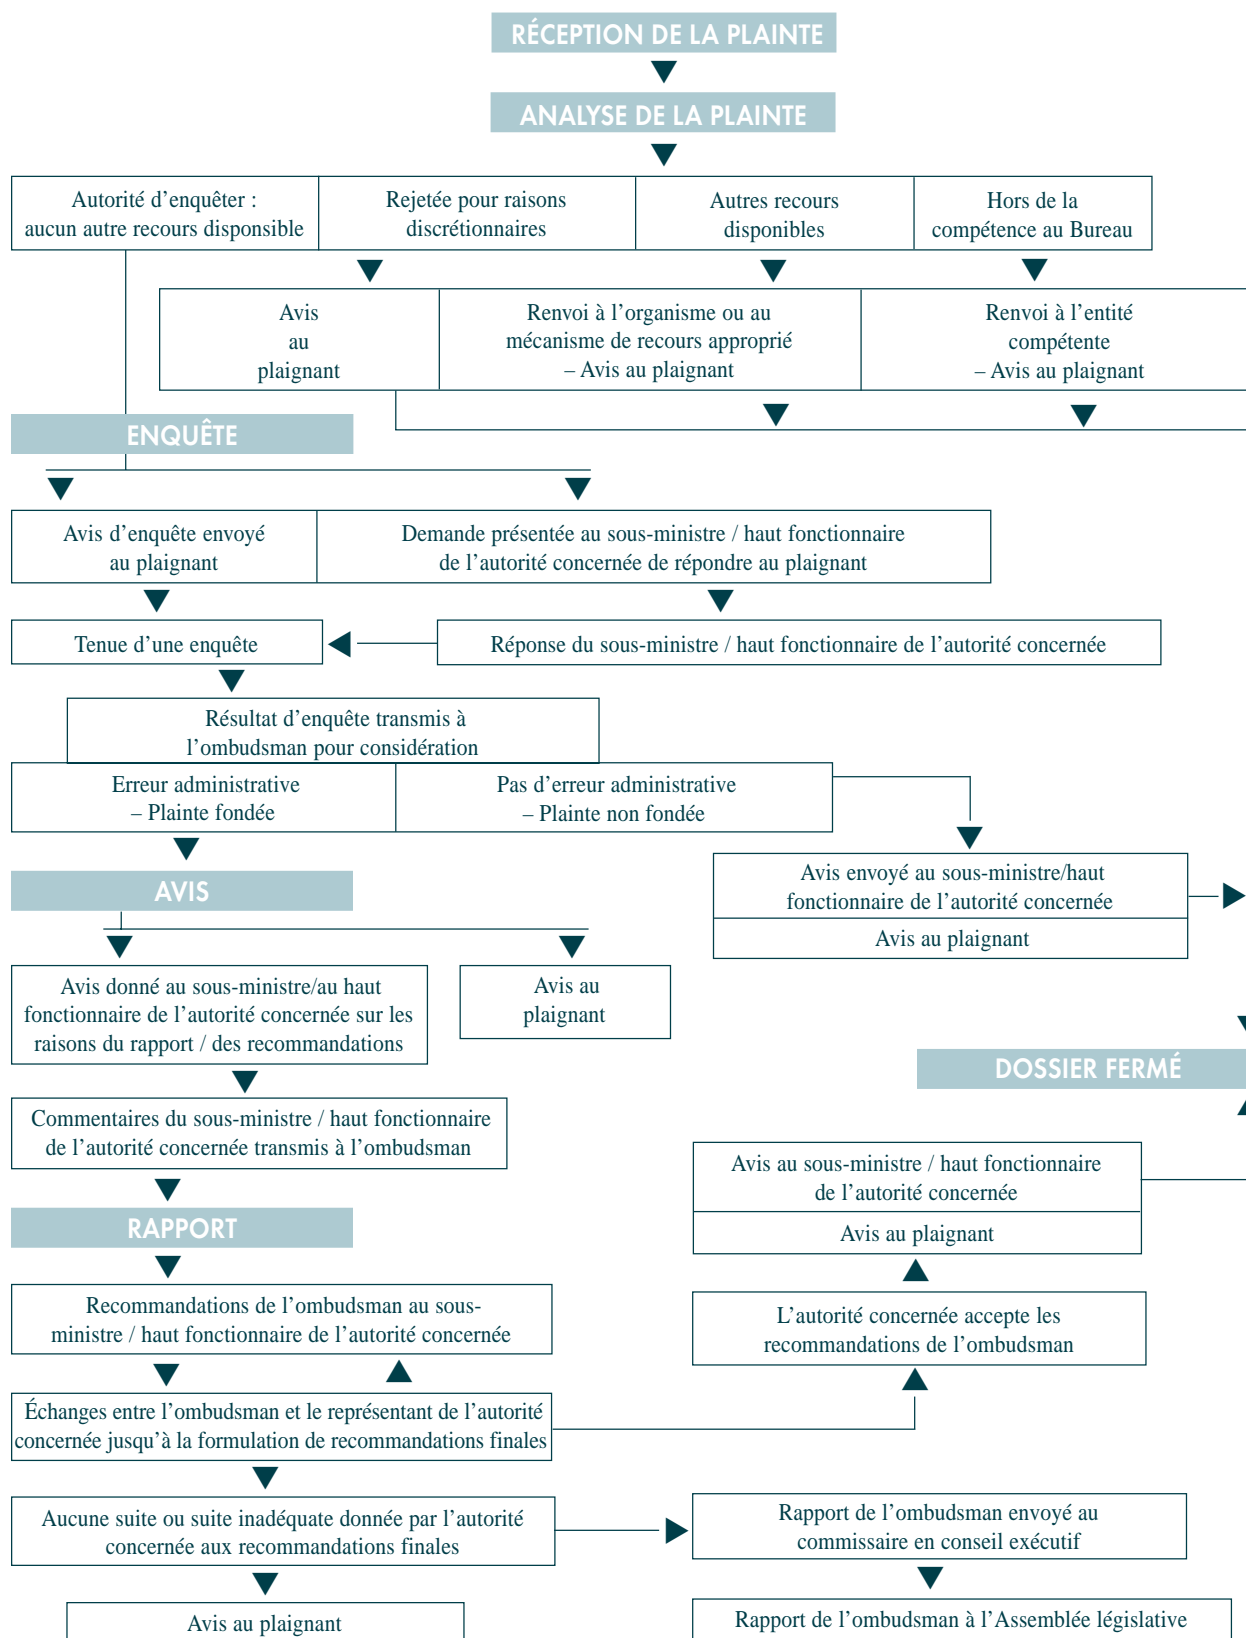 RÉCEPTION DE LA PLAINTE
ANALYSE DE LA PLAINTE
Autorité d'enquêter :
aucun autre recours disponsible
Rejetée pour raisons
discrétionnaires
Autres recours
disponibles
Hors de la
compétence au Bureau
Avis
au
plaignant
Renvoi à l'organisme ou au
mécanisme de recours approprié
– Avis au plaignant
Renvoi à l'entité
compétente
– Avis au plaignant
ENQUÊTE
Avis d'enquête envoyé
au plaignant
Demande présentée au sous-ministre / haut fonctionnaire
de l'autorité concernée de répondre au plaignant
Tenue d'une enquête
Réponse du sous-ministre / haut fonctionnaire de l'autorité concernée
Résultat d'enquête transmis à
l'ombudsman pour considération
Erreur administrative
– Plainte fondée
Pas d'erreur administrative
– Plainte non fondée
Avis envoyé au sous-ministre/haut
fonctionnaire de l'autorité concernée
Avis au plaignant
AVIS
Avis donné au sous-ministre/au haut
fonctionnaire de l'autorité concernée sur les
raisons du rapport / des recommandations
Avis au
plaignant
DOSSIER FERMÉ
Commentaires du sous-ministre / haut fonctionnaire
de l'autorité concernée transmis à l'ombudsman
Avis au sous-ministre / haut fonctionnaire
de l'autorité concernée
Avis au plaignant
RAPPORT
Recommandations de l'ombudsman au sous-
ministre / haut fonctionnaire de l'autorité concernée
L'autorité concernée accepte les
recommandations de l'ombudsman
Échanges entre l'ombudsman et le représentant de l'autorité
concernée jusqu'à la formulation de recommandations finales
Aucune suite ou suite inadéquate donnée par l'autorité
concernée aux recommandations finales
Rapport de l'ombudsman envoyé au
commissaire en conseil exécutif
Avis au plaignant
Rapport de l'ombudsman à l'Assemblée législative